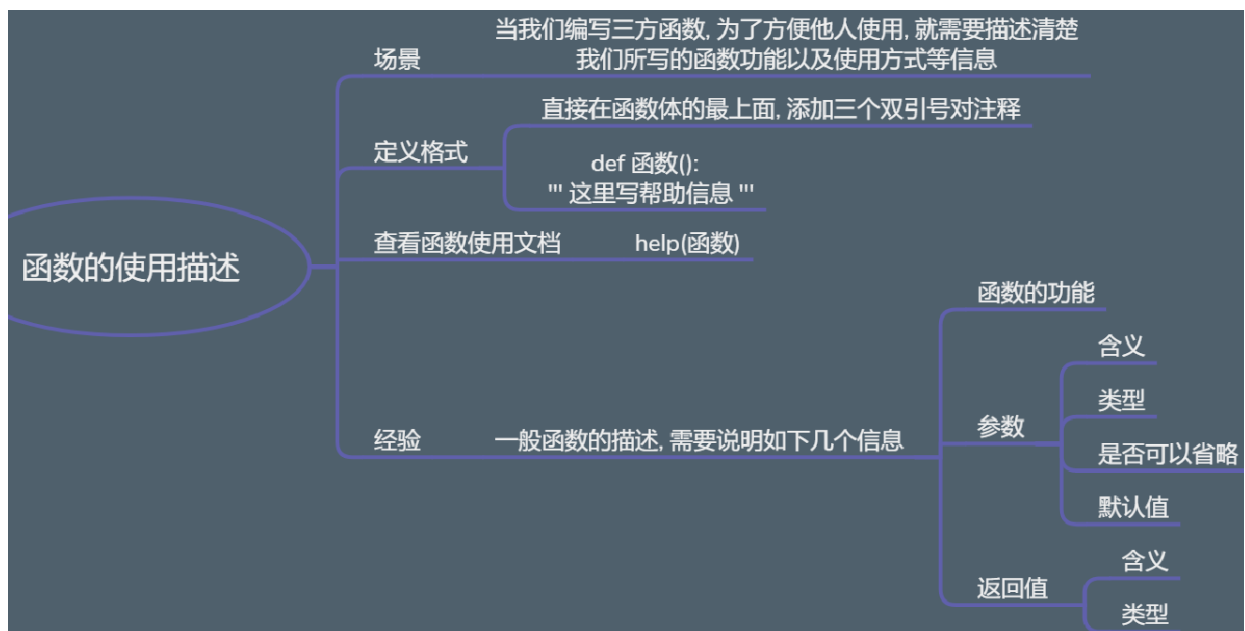 当我们编写三方函数, 为了方便他人使用, 就需要描述清楚
我们所写的函数功能以及使用方式等信息
场景
直接在函数体的最上面, 添加三个双引号对注释
定义格式
def 函数():
''' 这里写帮助信息 '''
查看函数使用文档
help(函数)
函数的使用描述
函数的功能
含义
类型
参数
是否可以省略
默认值
经验
一般函数的描述, 需要说明如下几个信息
含义
返回值
类型